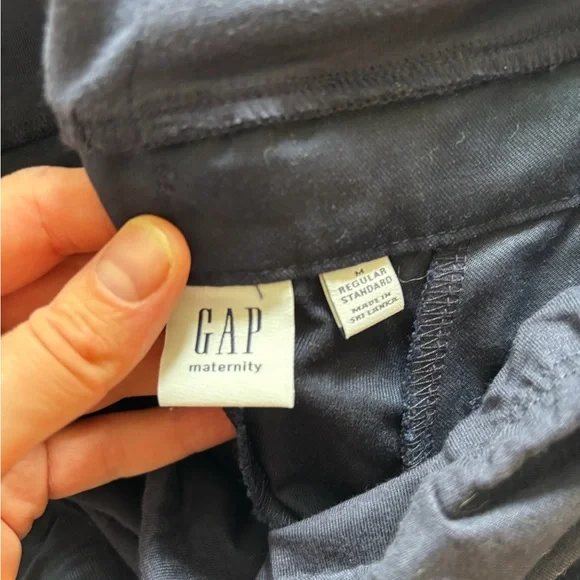 GAP
maternity
M
REGULAR
STANDARD
MADE IN
SRI LANKA